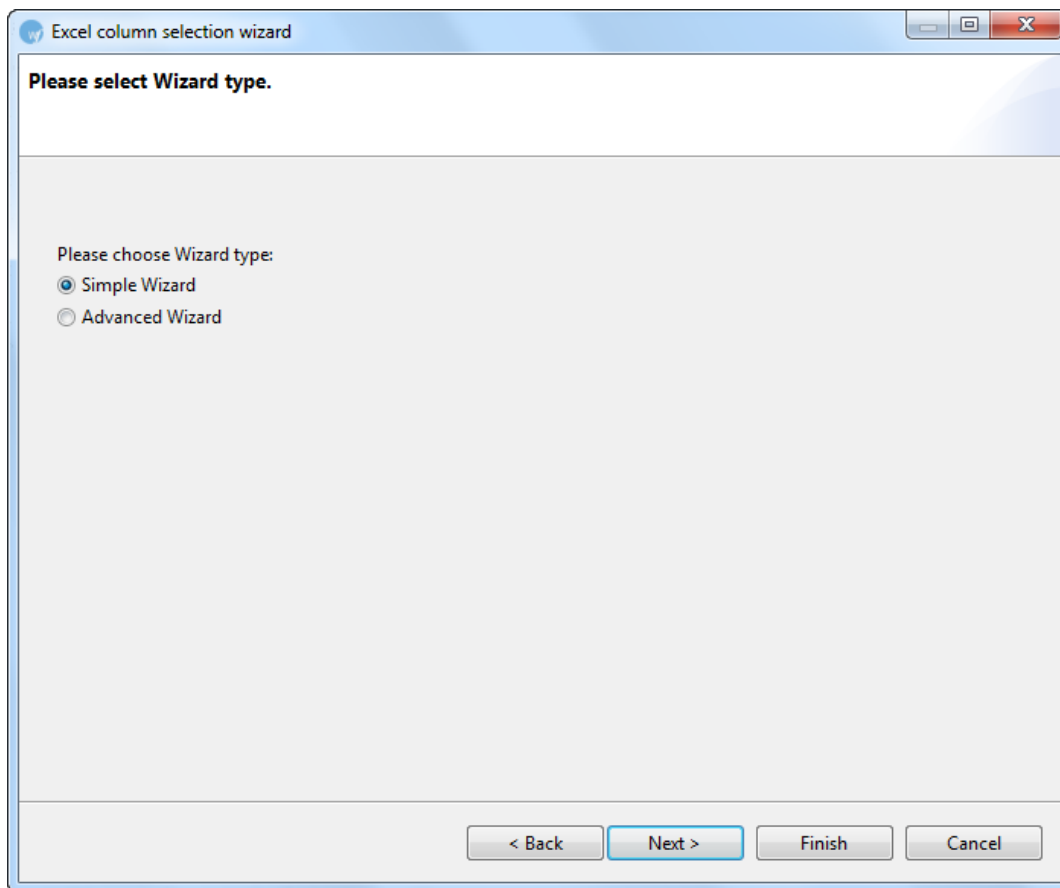 Excel column selection wizard
Please select Wizard type.
Please choose Wizard type:
Simple Wizard
Advanced Wizard
< Back Next > Finish Cancel